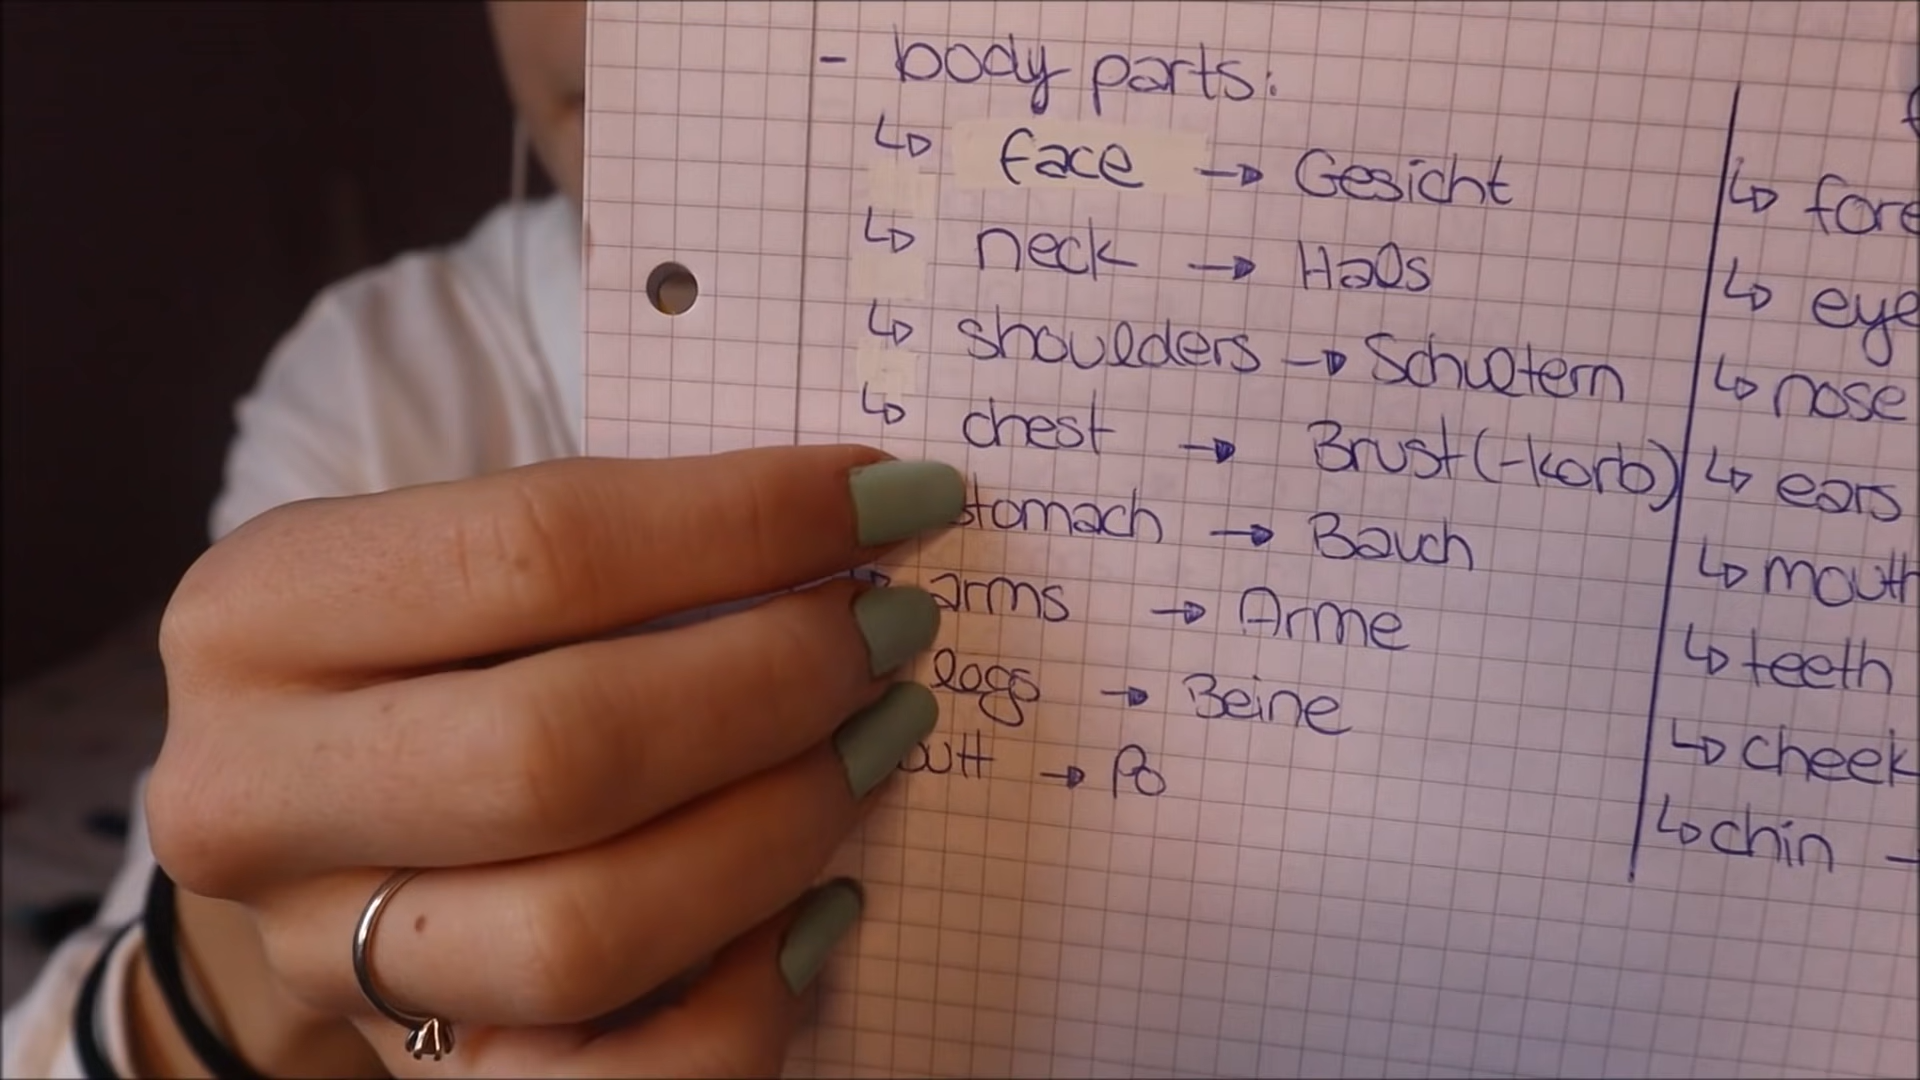 - body parts:
↳ face → Gesicht
↳ neck → Hals
↳ shoulders → Schultern
↳ chest → Brust(-korb)
stomach → Bauch
arms → Arme
legs → Beine
butt → Po
↳ fore
↳ eye
↳ nose
↳ ears
↳ mouth
↳ teeth
↳ cheek
↳ chin -